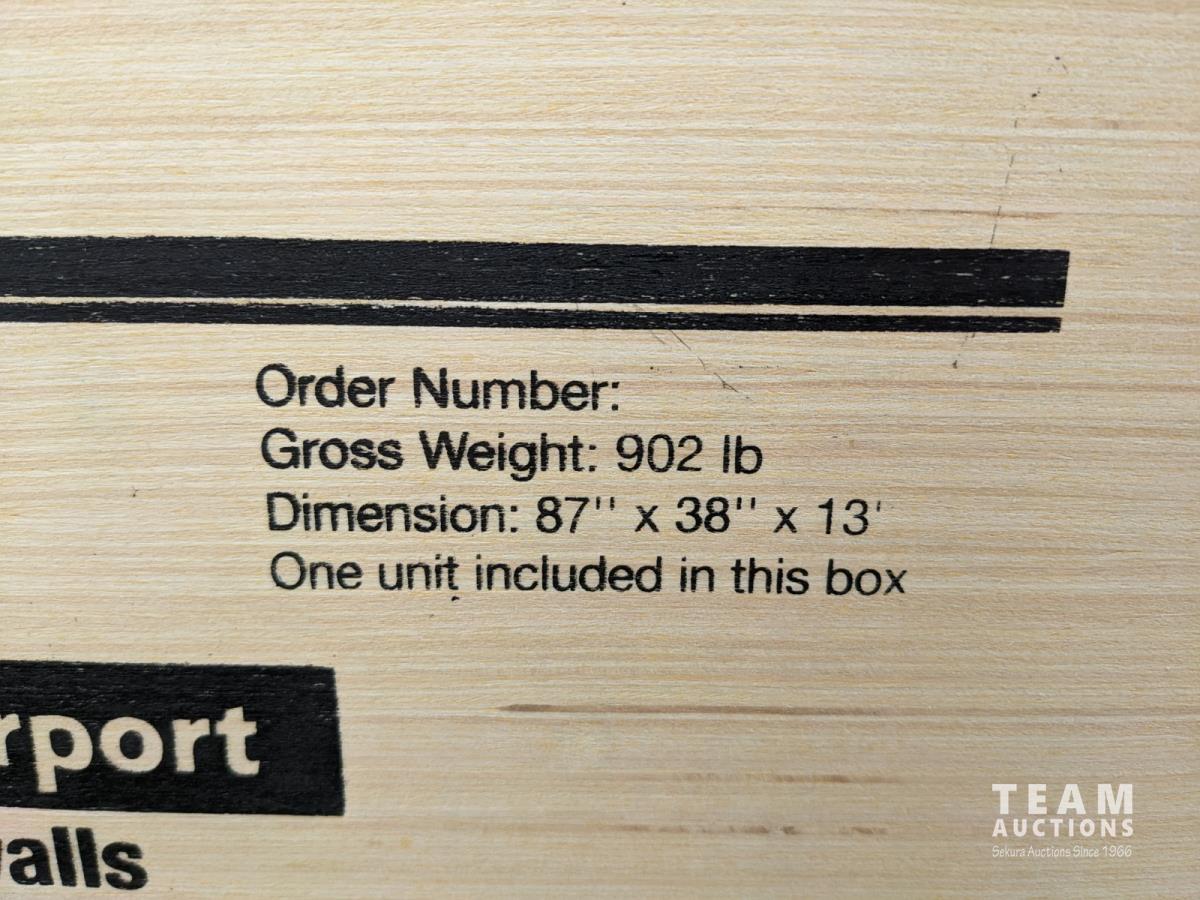 Order Number:
Gross Weight: 902 lb
Dimension: 87'' x 38'' x 13'
One unit included in this box
rport
alls
TEAM
AUCTIONS
Sekura Auctions Since 1966